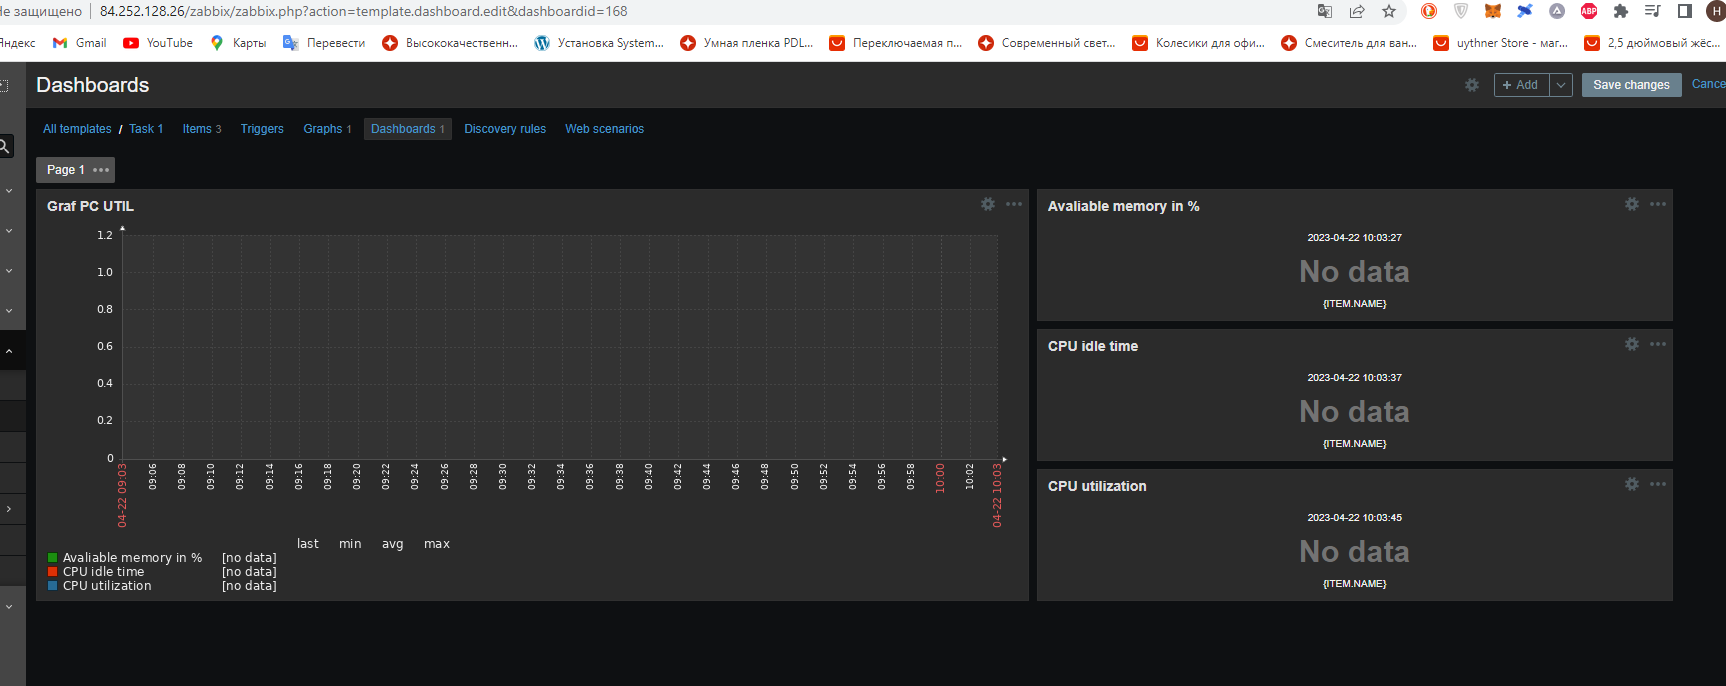 Не защищено 84.252.128.26/zabbix/zabbix.php?action=template.dashboard.edit&dashboardid=168
ABP H
Яндекс Gmail YouTube Карты Перевести Высококачественн... Установка System... Умная пленка PDL... Переключаемая п... Современный свет... Колесики для офи... Смеситель для ван... uythner Store - маг... 2,5 дюймовый жёс...
Dashboards + Add Save changes Cance
All templates / Task 1 Items 3 Triggers Graphs 1 Dashboards 1 Discovery rules Web scenarios
Page 1
Graf PC UTIL
1.2
1.0
0.8
0.6
0.4
0.2
0
04-22 09:03 09:06 09:08 09:10 09:12 09:14 09:16 09:18 09:20 09:22 09:24 09:26 09:28 09:30 09:32 09:34 09:36 09:38 09:40 09:42 09:44 09:46 09:48 09:50 09:52 09:54 09:56 09:58 10:00 10:02 04-22 10:03
last min avg max
Avaliable memory in % [no data]
CPU idle time [no data]
CPU utilization [no data]
Avaliable memory in %
2023-04-22 10:03:27
No data
{ITEM.NAME}
CPU idle time
2023-04-22 10:03:37
No data
{ITEM.NAME}
CPU utilization
2023-04-22 10:03:45
No data
{ITEM.NAME}